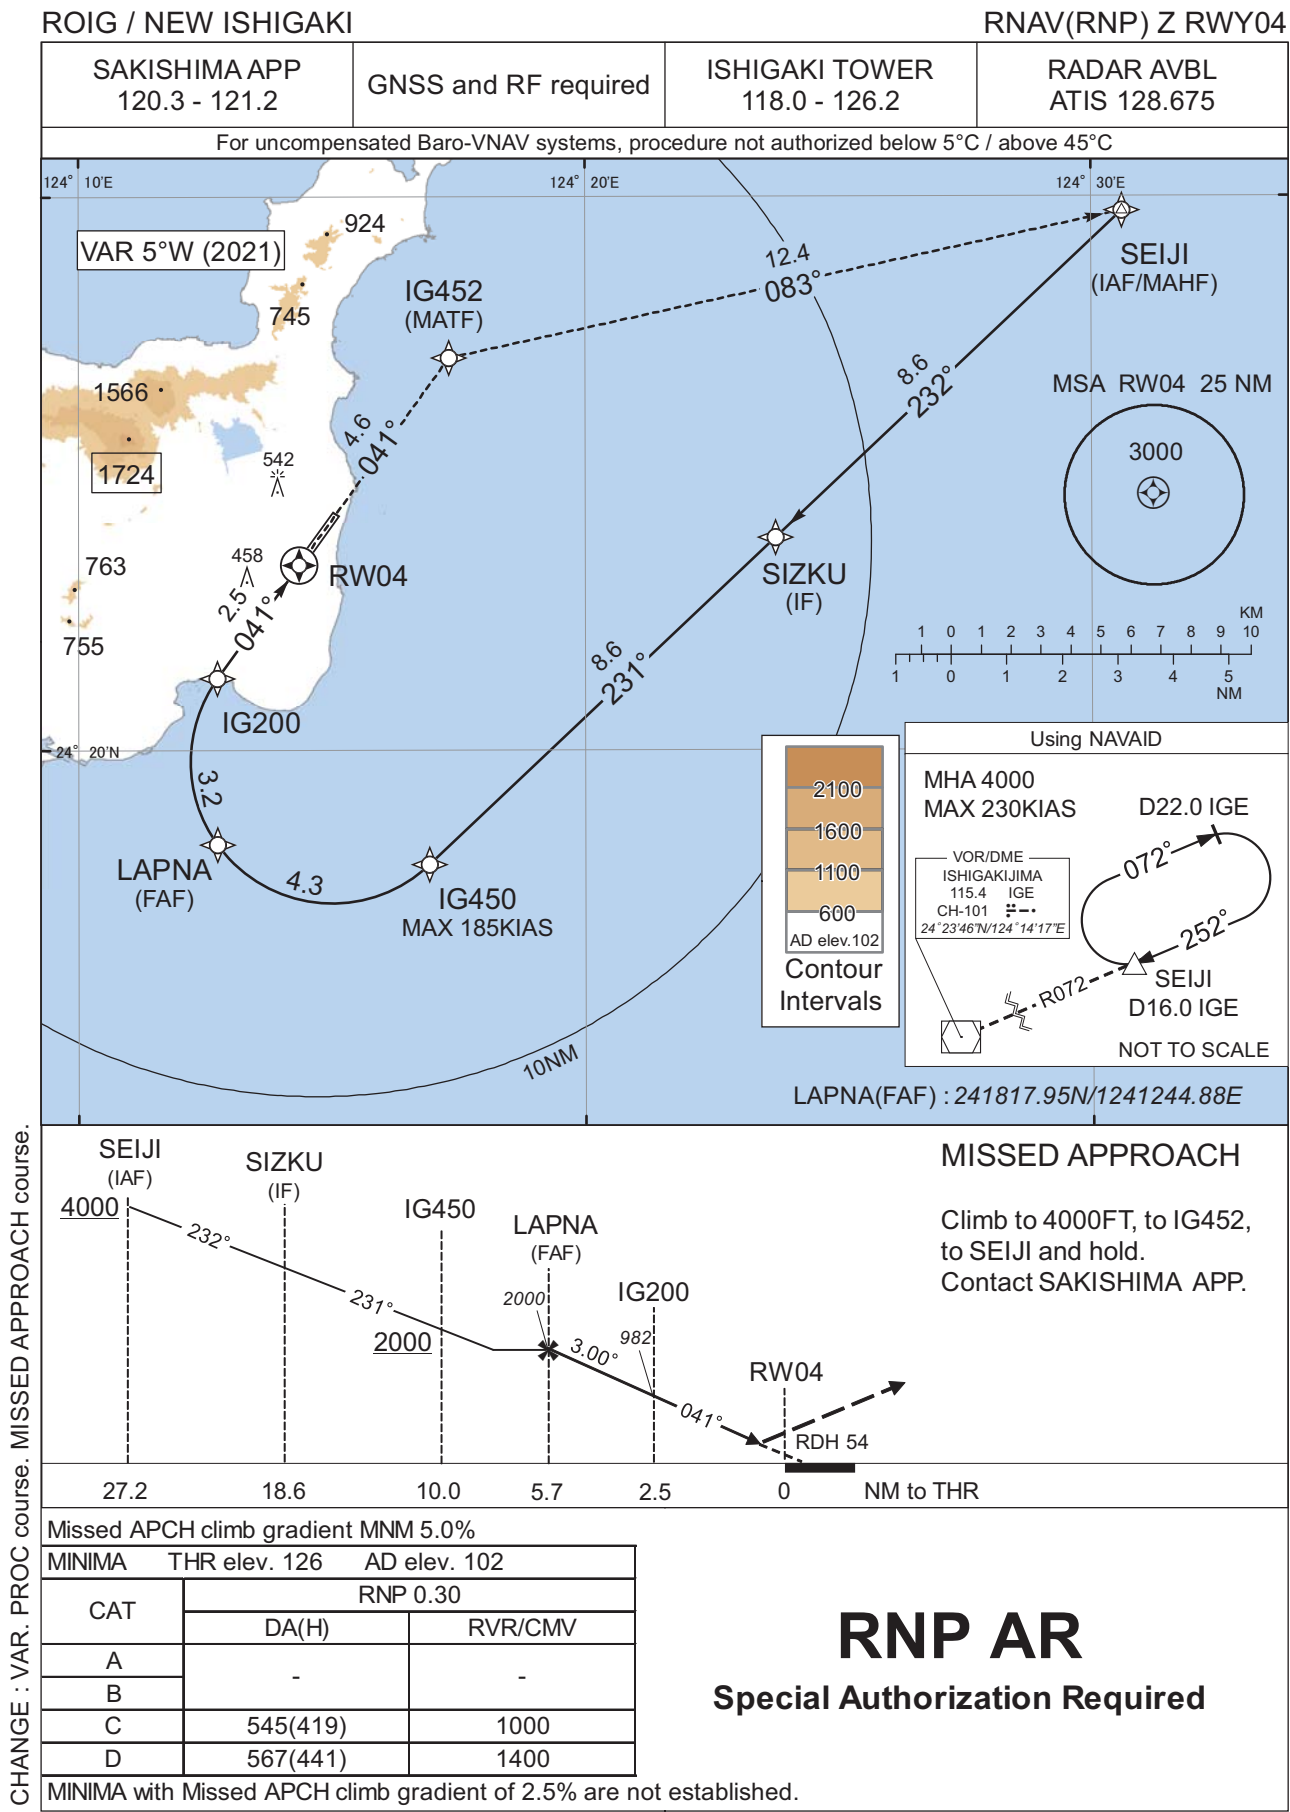 ROIG / NEW ISHIGAKI
RNAV(RNP) Z RWY04
SAKISHIMA APP
120.3 - 121.2
GNSS and RF required
ISHIGAKI TOWER
118.0 - 126.2
RADAR AVBL
ATIS 128.675
For uncompensated Baro-VNAV systems, procedure not authorized below 5°C / above 45°C
124° 10'E
124° 20'E
124° 30'E
924
VAR 5°W (2021)
745
IG452
(MATF)
12.4
083°
SEIJI
(IAF/MAHF)
8.6
232°
1566
1724
4.6
041°
542
MSA RW04 25 NM
3000
763
755
458
RW04
2.5
041°
SIZKU
(IF)
KM
1 0 1 2 3 4 5 6 7 8 9 10
1 0 1 2 3 4 5
NM
8.6
231°
IG200
24° 20'N
3.2
LAPNA
(FAF)
4.3
IG450
MAX 185KIAS
10NM
2100
1600
1100
600
AD elev.102
Contour
Intervals
Using NAVAID
MHA 4000
MAX 230KIAS
D22.0 IGE
072°
252°
VOR/DME
ISHIGAKIJIMA
115.4 IGE
CH-101
24°23'46"N/124°14'17"E
R072
SEIJI
D16.0 IGE
NOT TO SCALE
LAPNA(FAF) : 241817.95N/1241244.88E
SEIJI
(IAF)
4000
232°
SIZKU
(IF)
231°
IG450
2000
LAPNA
(FAF)
2000
3.00°
IG200
982
041°
RW04
RDH 54
27.2 18.6 10.0 5.7 2.5 0 NM to THR
MISSED APPROACH
Climb to 4000FT, to IG452,
to SEIJI and hold.
Contact SAKISHIMA APP.
Missed APCH climb gradient MNM 5.0%
MINIMA THR elev. 126 AD elev. 102
CAT
RNP 0.30
DA(H) RVR/CMV
A
B
- -
C 545(419) 1000
D 567(441) 1400
MINIMA with Missed APCH climb gradient of 2.5% are not established.
RNP AR
Special Authorization Required
CHANGE : VAR. PROC course. MISSED APPROACH course.